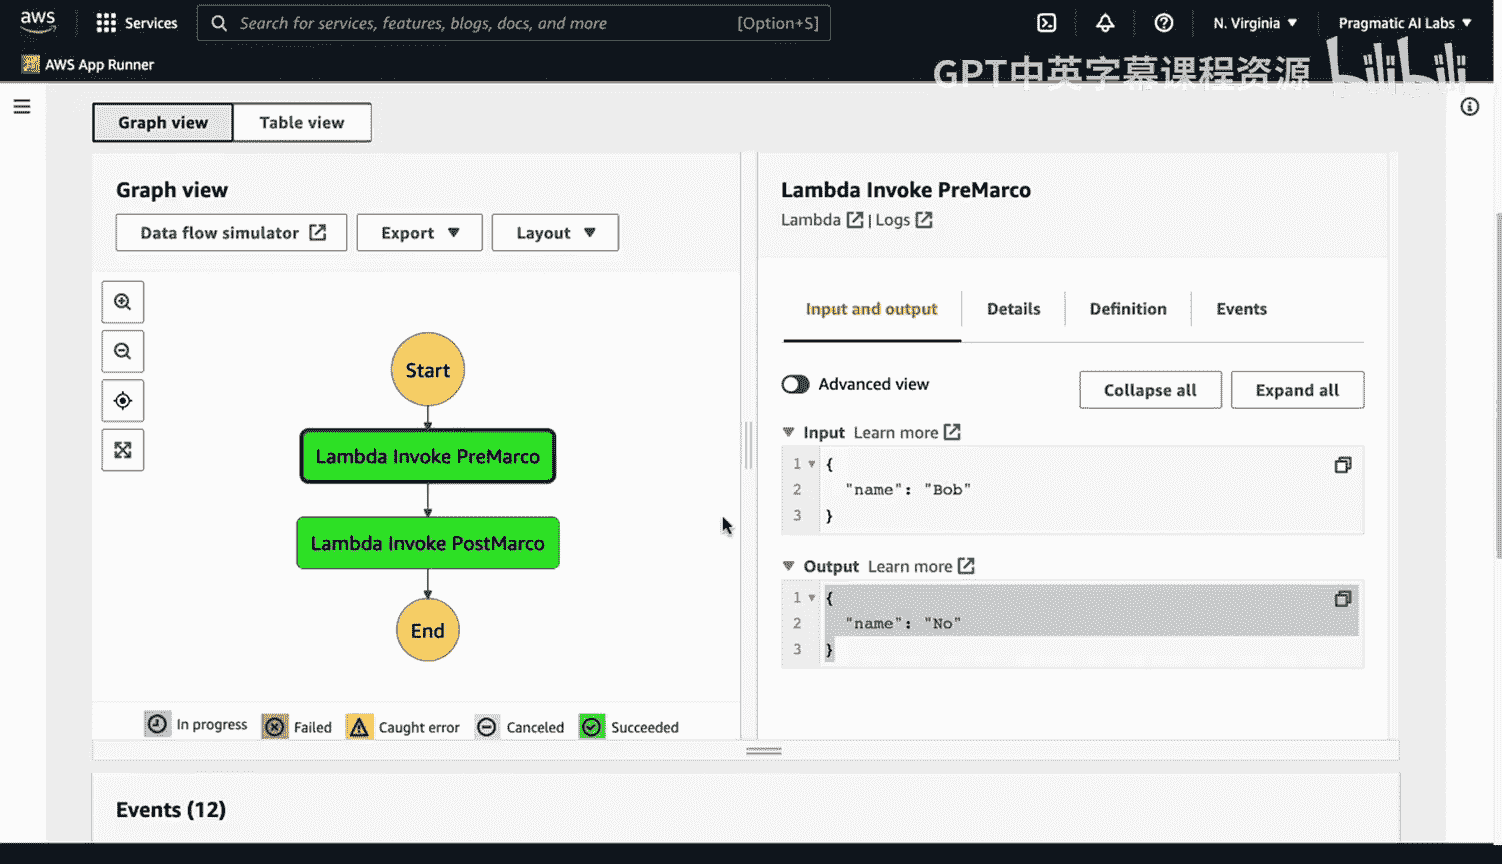 aws
Services
Search for services, features, blogs, docs, and more
[Option+S]
N. Virginia
Pragmatic AI Labs
AWS App Runner
GPT中英字幕课程资源
bilibili
Graph view
Table view
Graph view
Data flow simulator
Export
Layout
Start
Lambda Invoke PreMarco
Lambda Invoke PostMarco
End
In progress
Failed
Caught error
Canceled
Succeeded
Lambda Invoke PreMarco
Lambda | Logs
Input and output
Details
Definition
Events
Advanced view
Collapse all
Expand all
Input Learn more
1 {
2 "name": "Bob"
3 }
Output Learn more
1 {
2 "name": "No"
3 }
Events (12)